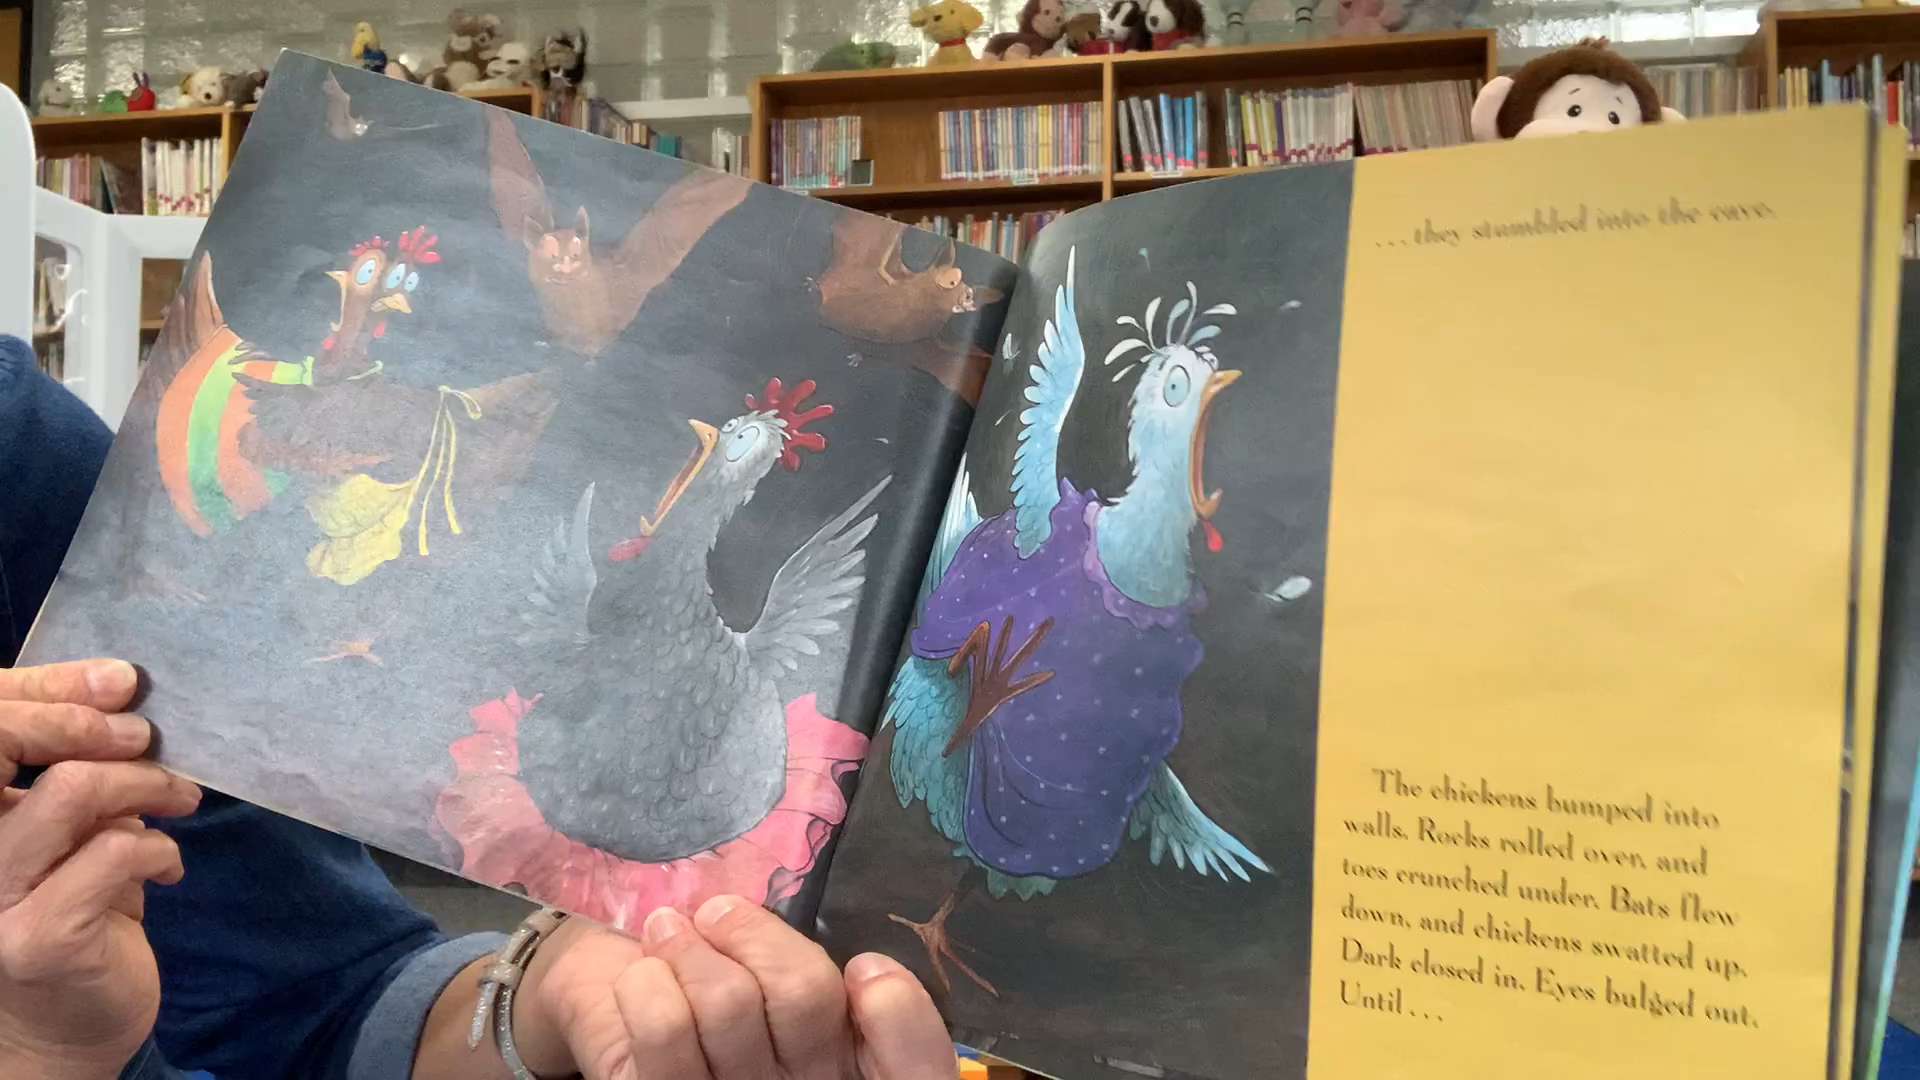 ...they stumbled into the cave.
The chickens bumped into
walls. Rocks rolled over, and
toes crunched under. Bats flew
down, and chickens swatted up.
Dark closed in. Eyes bulged out.
Until...